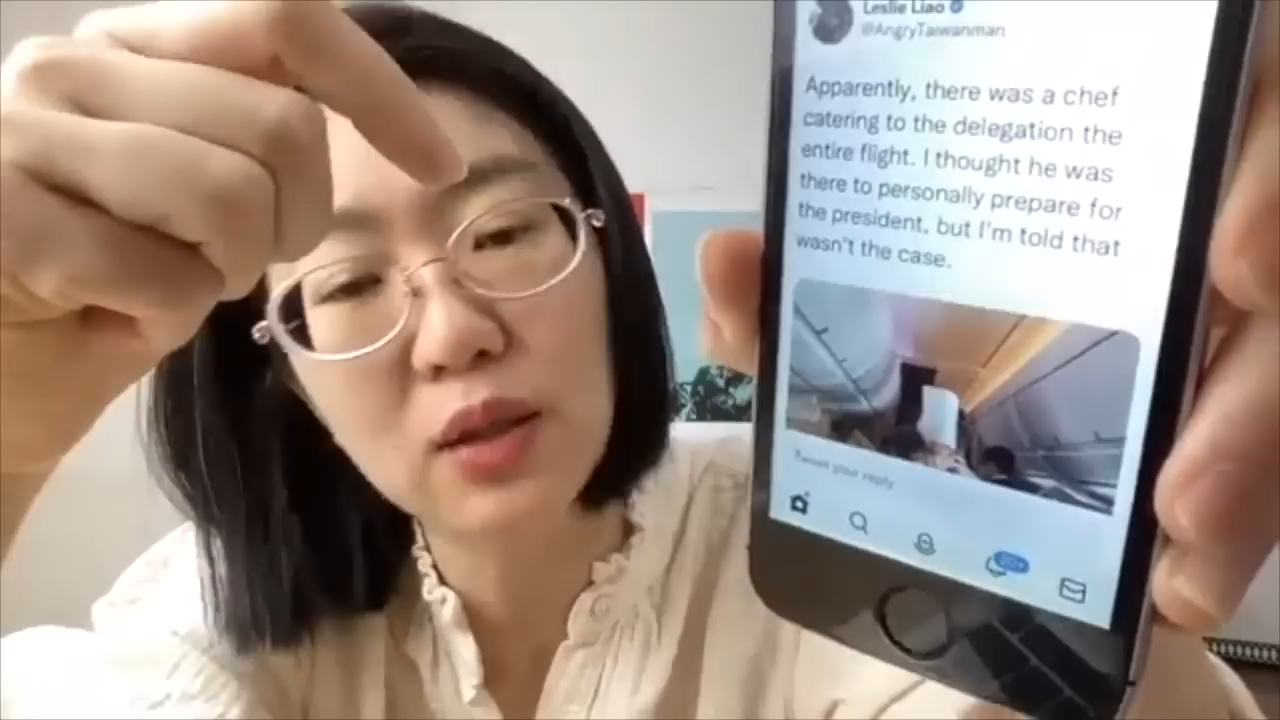 Leslie Liao
@AngryTaiwanman
Apparently, there was a chef
catering to the delegation the
entire flight. I thought he was
there to personally prepare for
the president, but I'm told that
wasn't the case.
Tweet your reply
20+